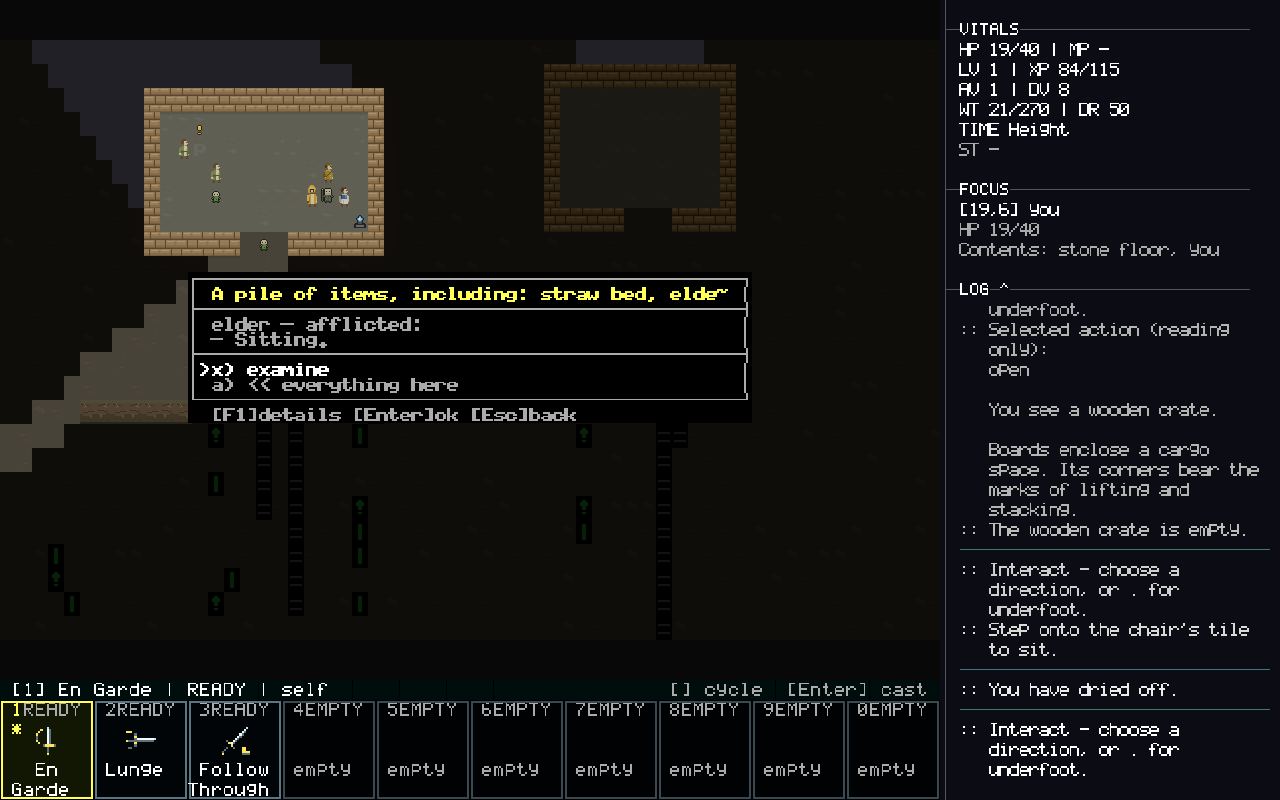 VITALS
HP 19/40 | MP -
LV 1 | XP 84/115
AV 1 | DV 8
WT 21/270 | DR 50
TIME Height
ST -
FOCUS
[19,6] You
HP 19/40
Contents: stone floor, You
LOG ^
underfoot.
:: Selected action (reading
only):
oPen
You see a wooden crate.
Boards enclose a cargo
sPace. Its corners bear the
marks of lifting and
stacking.
:: The wooden crate is emPty.
:: Interact - choose a
direction, or . for
underfoot.
:: SteP onto the chair's tile
to sit.
:: You have dried off.
:: Interact - choose a
direction, or . for
underfoot.
A pile of items, including: straw bed, elde~
elder — afflicted:
— Sitting.
>x) examine
a) << everything here
[F1]details [Enter]ok [Esc]back
[1] En Garde | READY | self
[] cycle [Enter] cast
1READY 2READY 3READY 4EMPTY 5EMPTY 6EMPTY 7EMPTY 8EMPTY 9EMPTY 0EMPTY
*
En Garde Lunge Follow Through emPty emPty emPty emPty emPty emPty emPty